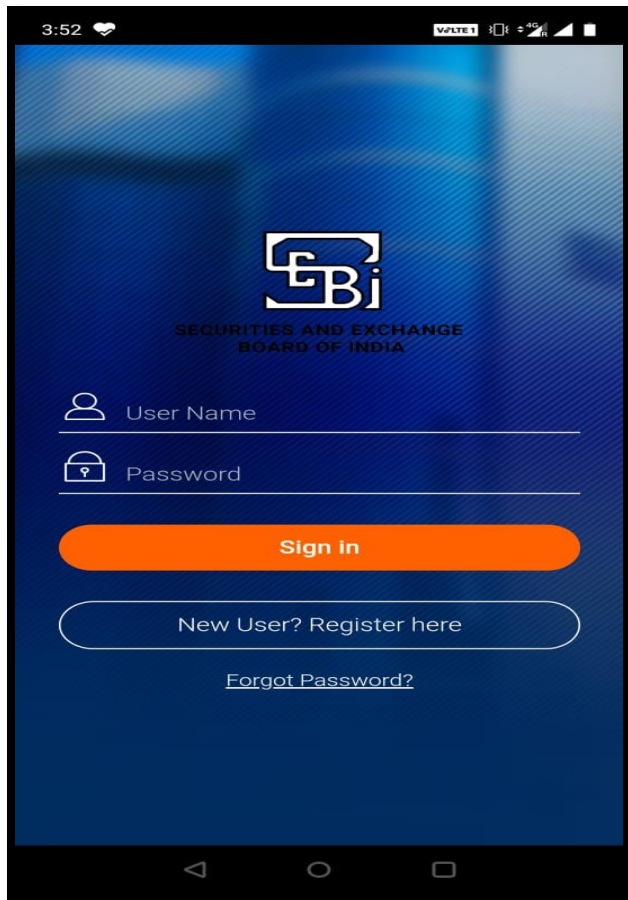 3:52
VoLTE 1 4G R
SEBi
SECURITIES AND EXCHANGE
BOARD OF INDIA
User Name
Password
Sign in
New User? Register here
Forgot Password?